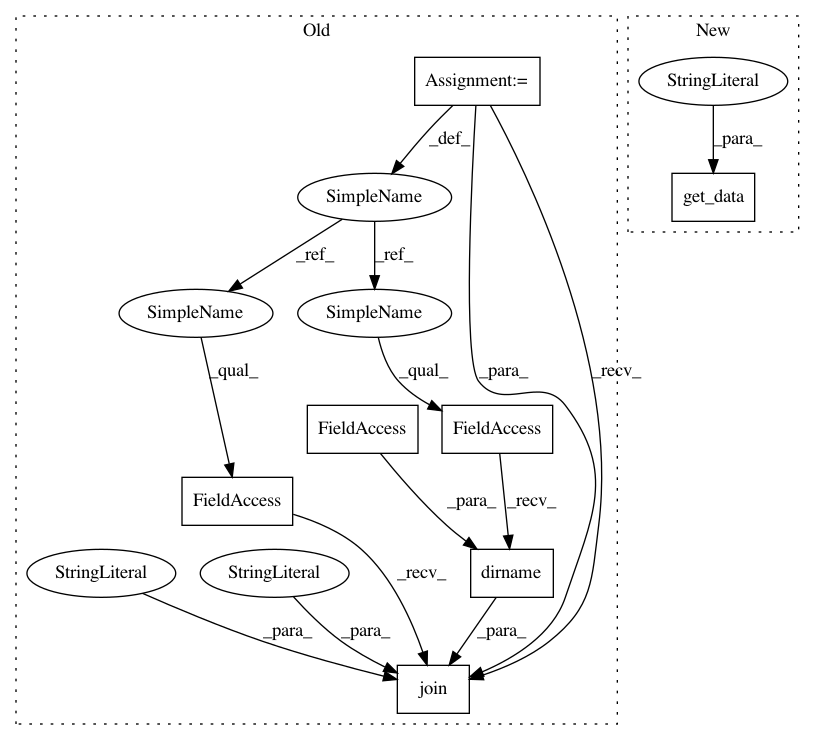 Old
New
Assignment:=
StringLiteral
_def_
_para_
SimpleName
get_data
_ref_
_ref_
SimpleName
SimpleName
_qual_
_qual_
_para_
_recv_
FieldAccess
FieldAccess
FieldAccess
_para_
_recv_
StringLiteral
StringLiteral
_recv_
dirname
_para_
_para_
_para_
join